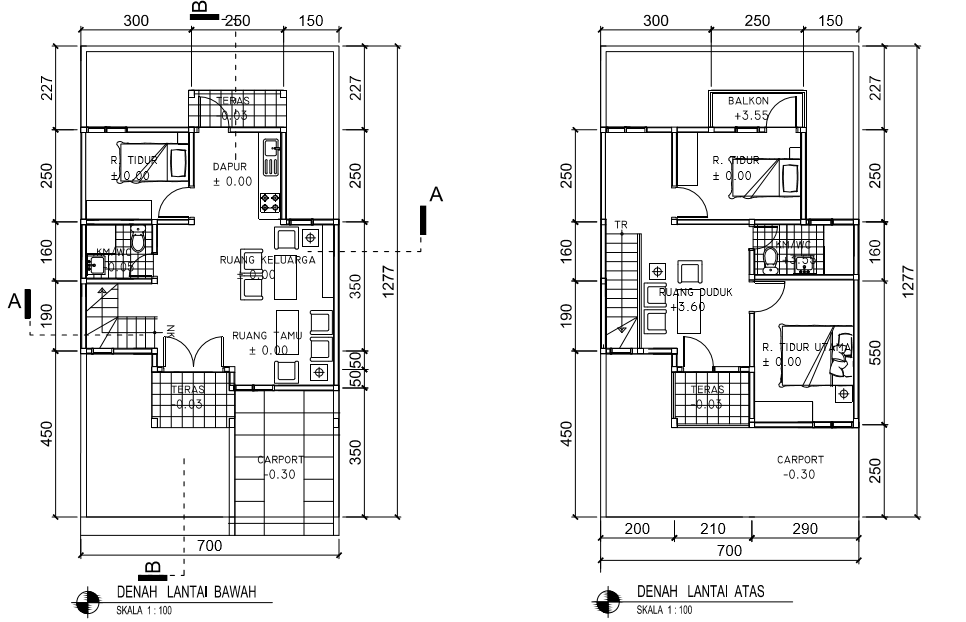 B
300 250 150
227
227
TERAS
-0.03
R. TIDUR
± 0.00
DAPUR
± 0.00
250
250
A
160
KM/WC
-0.05
RUANG KELUARGA
± 0.00
350
1277
A
190
NK
RUANG TAMU
± 0.00
50
50
TERAS
-0.03
450
CARPORT
-0.30
350
700
B
DENAH LANTAI BAWAH
SKALA 1 : 100
300 250 150
227
227
BALKON
+3.55
R. TIDUR
± 0.00
250
250
TR
160
KM/WC
+3.55
160
1277
RUANG DUDUK
+3.60
190
R. TIDUR UTAMA
± 0.00
550
TERAS
-0.03
450
CARPORT
-0.30
250
200 210 290
700
DENAH LANTAI ATAS
SKALA 1 : 100